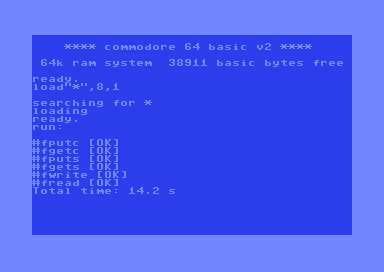 **** commodore 64 basic v2 ****
64k ram system  38911 basic bytes free
ready.
load"*",8,1
searching for *
loading
ready.
run:
#fputc [OK]
#fgetc [OK]
#fputs [OK]
#fgets [OK]
#fwrite [OK]
#fread [OK]
Total time: 14.2 s